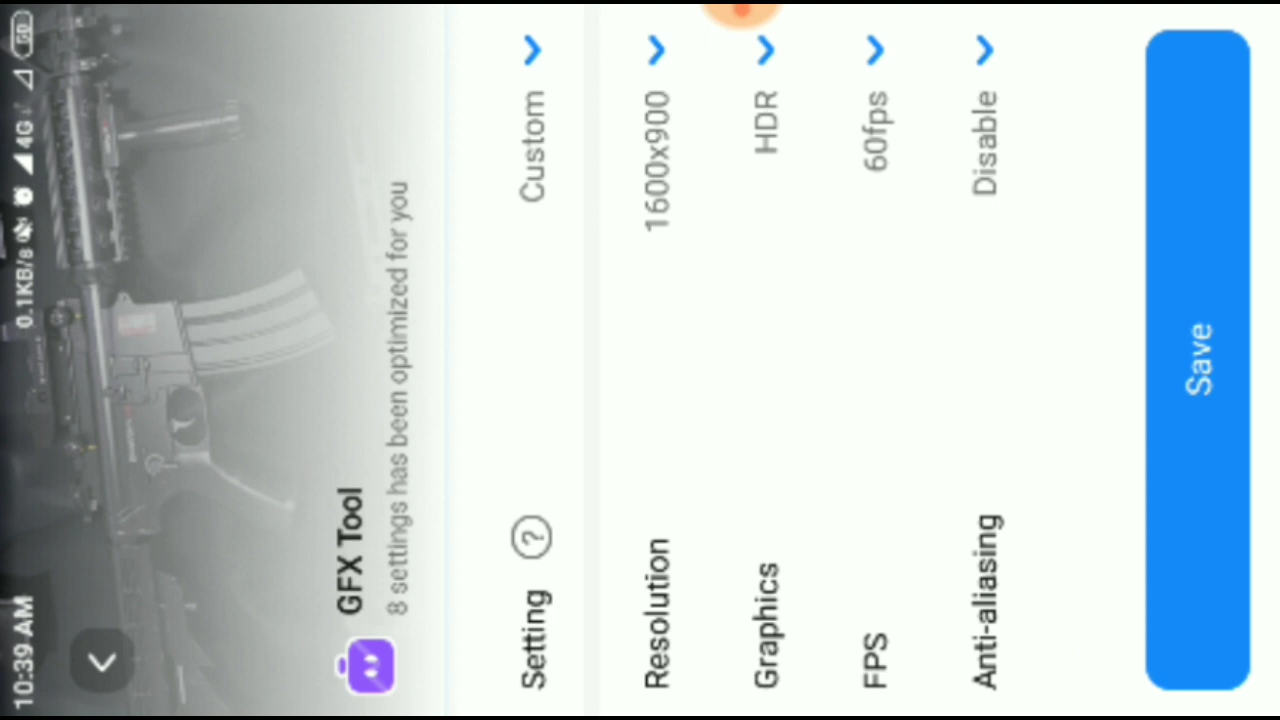 10:39 AM
0.1KB/s
4G
60
GFX Tool
8 settings has been optimized for you
Setting ? Custom
Resolution 1600x900
Graphics HDR
FPS 60fps
Anti-aliasing Disable
Save